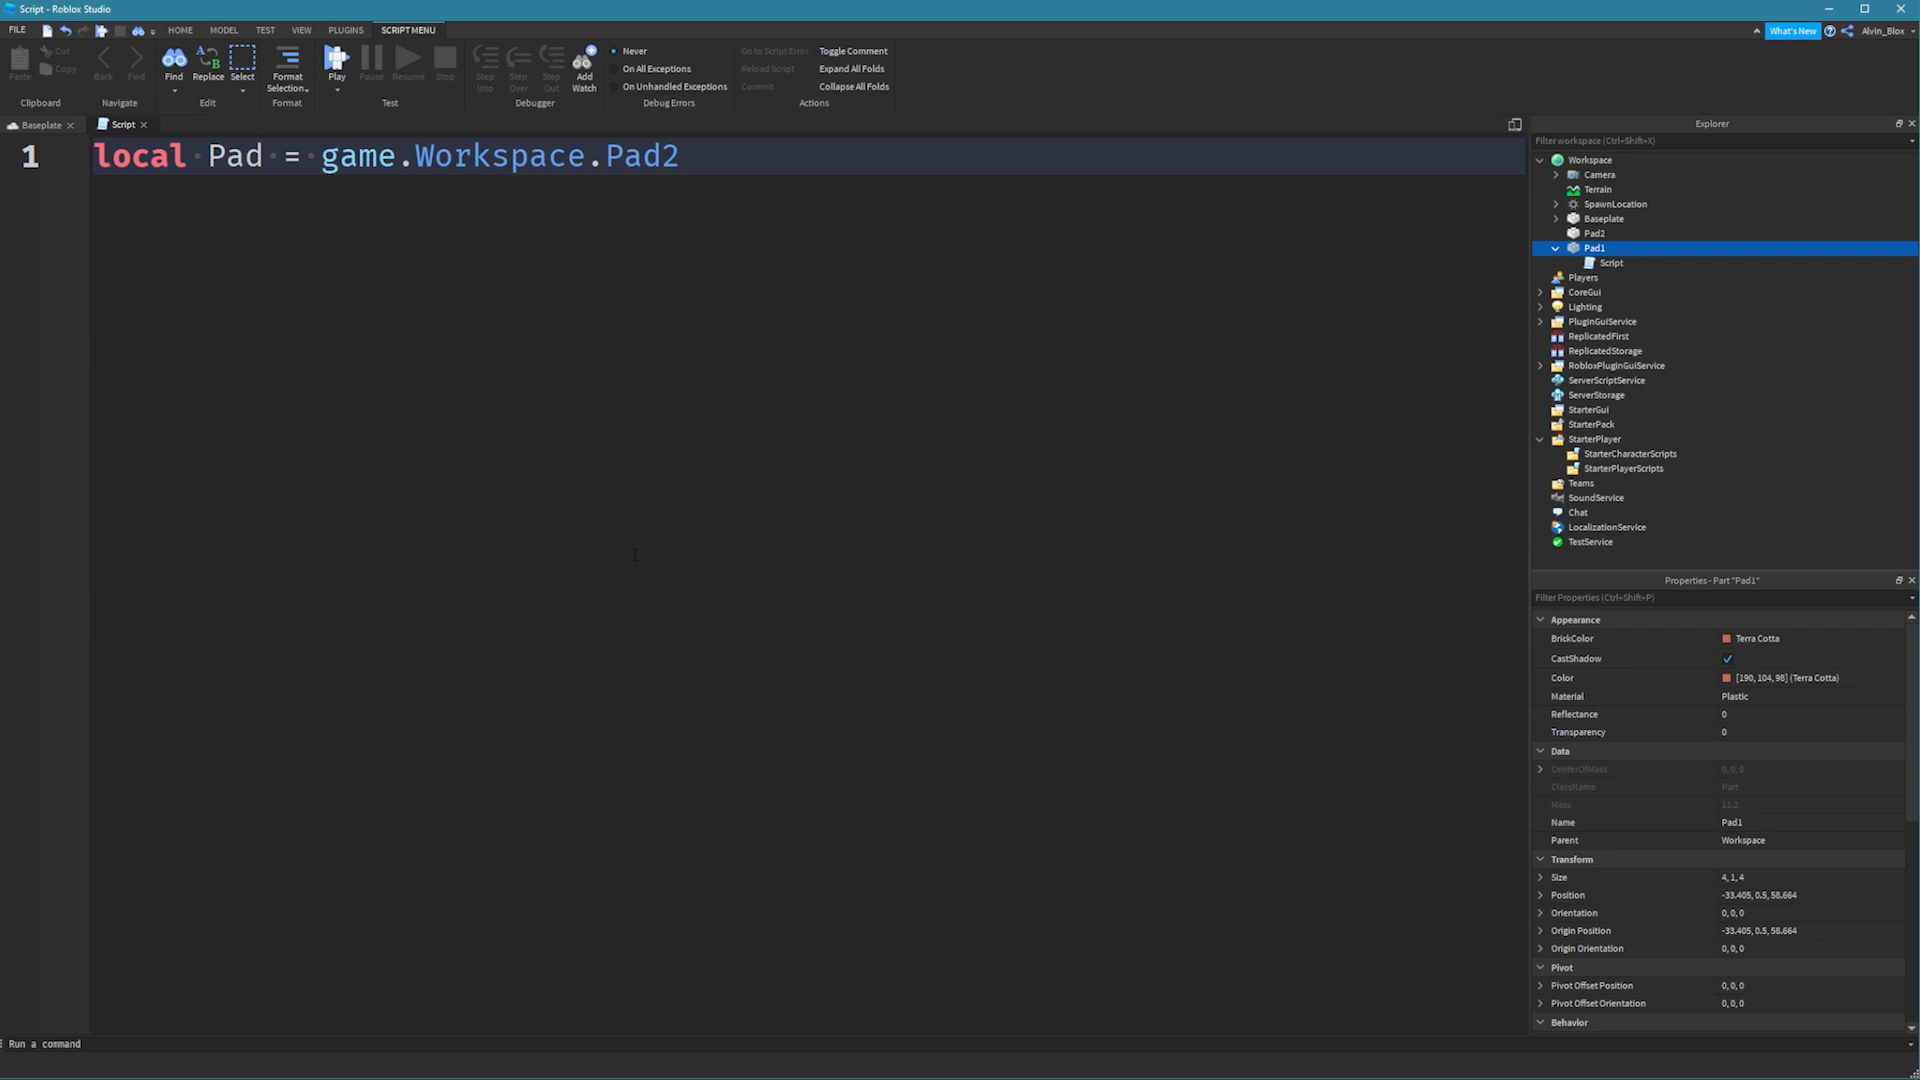 Script - Roblox Studio
FILE HOME MODEL TEST VIEW PLUGINS SCRIPT MENU What's New Alvin_Blox
Paste Cut Copy
Clipboard
Back Fwd
Navigate
Find Replace Select
Edit
Format Selection
Format
Play Pause Resume Stop
Test
Step Into Step Over Step Out Add Watch
Debugger
Never
On All Exceptions
On Unhandled Exceptions
Debug Errors
Go to Script Error Toggle Comment
Reload Script Expand All Folds
Commit Collapse All Folds
Actions
Baseplate Script
1 local Pad = game.Workspace.Pad2
Explorer
Filter workspace (Ctrl+Shift+X)
Workspace
Camera
Terrain
SpawnLocation
Baseplate
Pad2
Pad1
Script
Players
CoreGui
Lighting
PluginGuiService
ReplicatedFirst
ReplicatedStorage
RobloxPluginGuiService
ServerScriptService
ServerStorage
StarterGui
StarterPack
StarterPlayer
StarterCharacterScripts
StarterPlayerScripts
Teams
SoundService
Chat
LocalizationService
TestService
Properties - Part "Pad1"
Filter Properties (Ctrl+Shift+P)
Appearance
BrickColor Terra Cotta
CastShadow
Color [190, 104, 98] (Terra Cotta)
Material Plastic
Reflectance 0
Transparency 0
Data
CenterOfMass 0, 0, 0
ClassName Part
Mass 11.2
Name Pad1
Parent Workspace
Transform
Size 4, 1, 4
Position -33.405, 0.5, 58.664
Orientation 0, 0, 0
Origin Position -33.405, 0.5, 58.664
Origin Orientation 0, 0, 0
Pivot
Pivot Offset Position 0, 0, 0
Pivot Offset Orientation 0, 0, 0
Behavior
Run a command